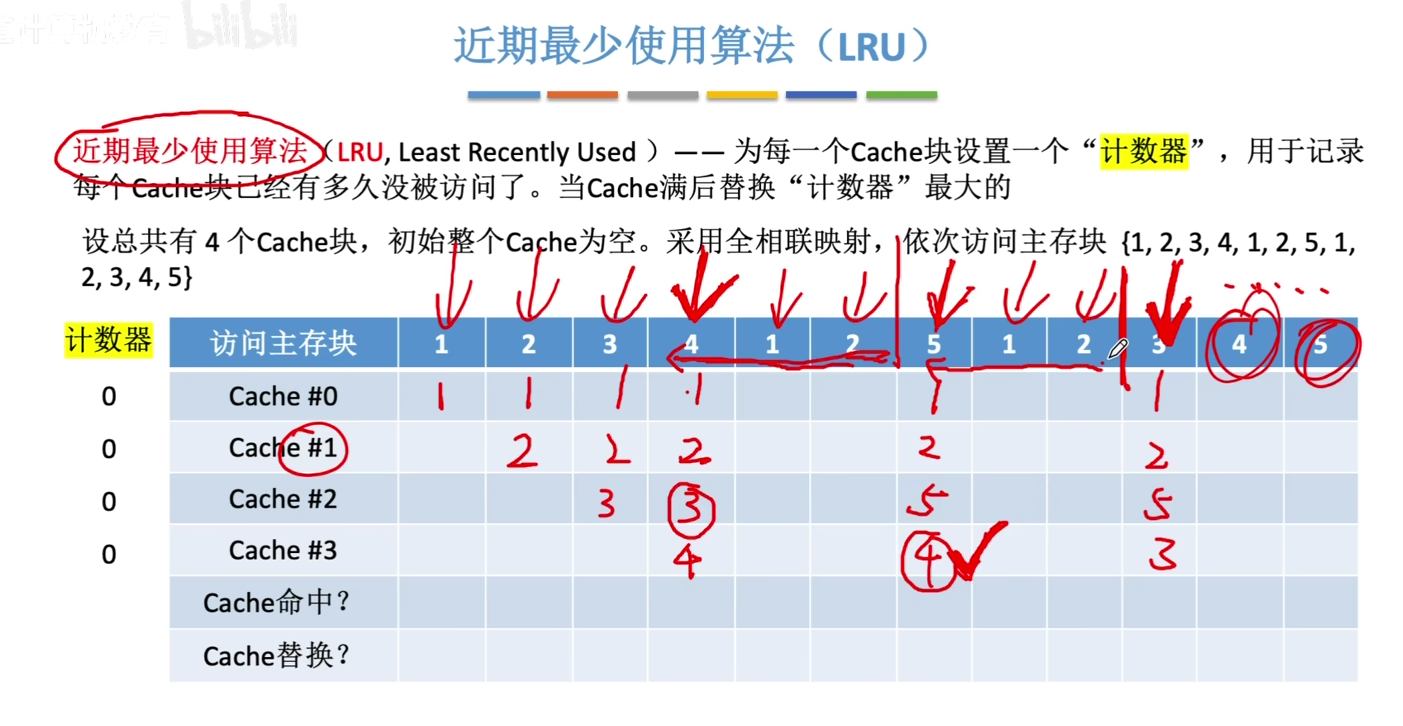 bilibili
近期最少使用算法（LRU）
近期最少使用算法（LRU, Least Recently Used ）—— 为每一个Cache块设置一个“计数器”，用于记录
每个Cache块已经有多久没被访问了。当Cache满后替换“计数器”最大的
设总共有 4 个Cache块，初始整个Cache为空。采用全相联映射，依次访问主存块 {1, 2, 3, 4, 1, 2, 5, 1,
2, 3, 4, 5}
计数器 访问主存块 1 2 3 4 1 2 5 1 2 3 4 5
0 Cache #0 1 1 1 1 1 1
0 Cache #1 2 2 2 2 2
0 Cache #2 3 3 5 5
0 Cache #3 4 4 3
Cache命中？
Cache替换？